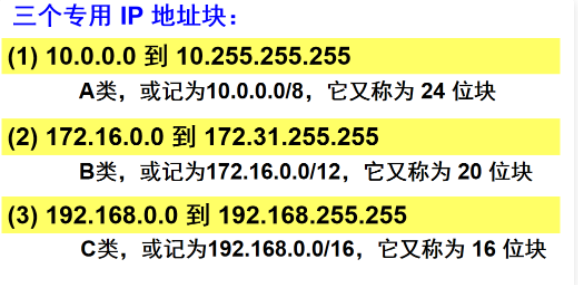 三个专用 IP 地址块：
(1) 10.0.0.0 到 10.255.255.255
A类，或记为10.0.0.0/8，它又称为 24 位块
(2) 172.16.0.0 到 172.31.255.255
B类，或记为172.16.0.0/12，它又称为 20 位块
(3) 192.168.0.0 到 192.168.255.255
C类，或记为192.168.0.0/16，它又称为 16 位块